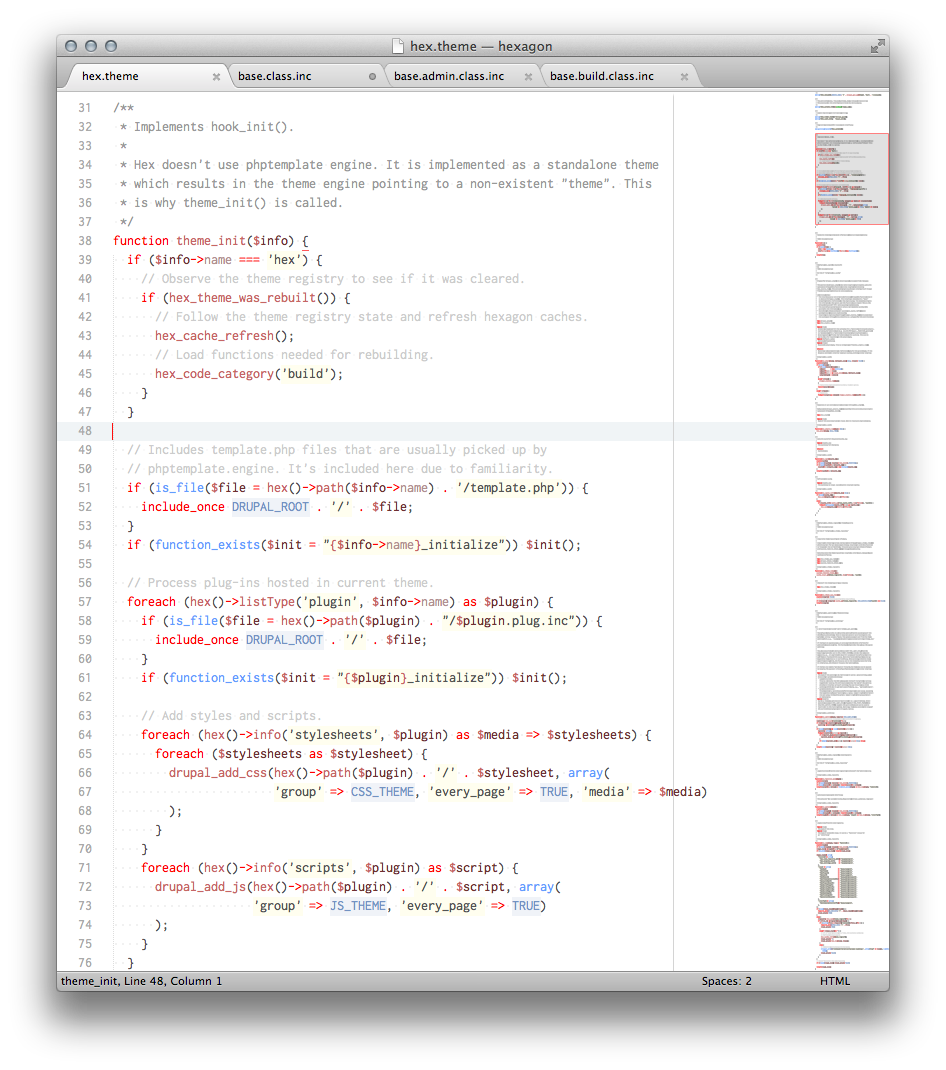 hex.theme — hexagon
hex.theme base.class.inc base.admin.class.inc base.build.class.inc
31 /**
32  * Implements hook_init().
33  *
34  * Hex doesn't use phptemplate engine. It is implemented as a standalone theme
35  * which results in the theme engine pointing to a non-existent "theme". This
36  * is why theme_init() is called.
37  */
38 function theme_init($info) {
39   if ($info->name === 'hex') {
40     // Observe the theme registry to see if it was cleared.
41     if (hex_theme_was_rebuilt()) {
42       // Follow the theme registry state and refresh hexagon caches.
43       hex_cache_refresh();
44       // Load functions needed for rebuilding.
45       hex_code_category('build');
46     }
47   }
48
49   // Includes template.php files that are usually picked up by
50   // phptemplate.engine. It's included here due to familiarity.
51   if (is_file($file = hex()->path($info->name) . '/template.php')) {
52     include_once DRUPAL_ROOT . '/' . $file;
53   }
54   if (function_exists($init = "{$info->name}_initialize")) $init();
55
56   // Process plug-ins hosted in current theme.
57   foreach (hex()->listType('plugin', $info->name) as $plugin) {
58     if (is_file($file = hex()->path($plugin) . "/$plugin.plug.inc")) {
59       include_once DRUPAL_ROOT . '/' . $file;
60     }
61     if (function_exists($init = "{$plugin}_initialize")) $init();
62
63     // Add styles and scripts.
64     foreach (hex()->info('stylesheets', $plugin) as $media => $stylesheets) {
65       foreach ($stylesheets as $stylesheet) {
66         drupal_add_css(hex()->path($plugin) . '/' . $stylesheet, array(
67                        'group' => CSS_THEME, 'every_page' => TRUE, 'media' => $media)
68         );
69       }
70     }
71     foreach (hex()->info('scripts', $plugin) as $script) {
72       drupal_add_js(hex()->path($plugin) . '/' . $script, array(
73                     'group' => JS_THEME, 'every_page' => TRUE)
74       );
75     }
76   }
theme_init, Line 48, Column 1 Spaces: 2 HTML